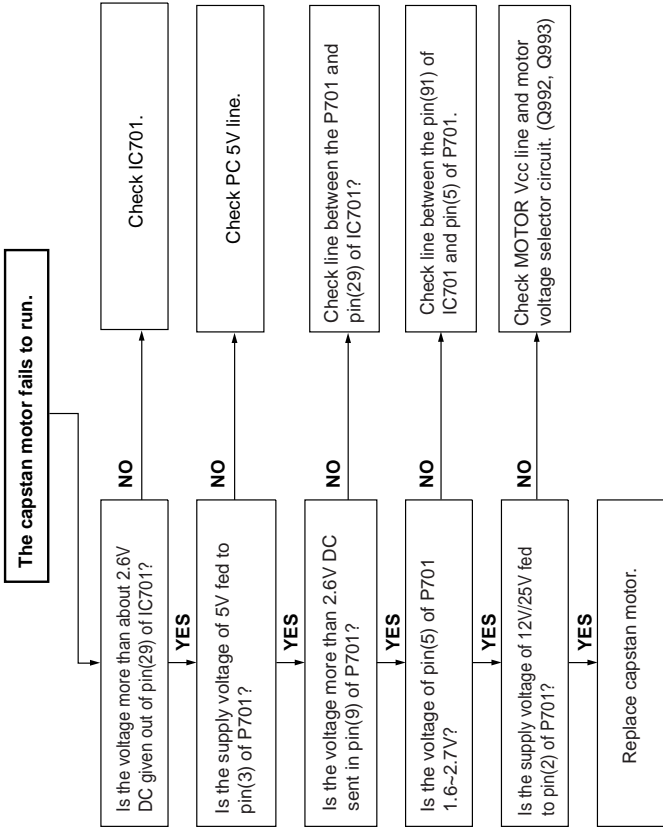 The capstan motor fails to run.
Is the voltage more than about 2.6V
DC given out of pin(29) of IC701?
NO
Check IC701.
YES
Is the supply voltage of 5V fed to
pin(3) of P701?
NO
Check PC 5V line.
YES
Is the voltage more than 2.6V DC
sent in pin(9) of P701?
NO
Check line between the P701 and
pin(29) of IC701?
YES
Is the voltage of pin(5) of P701
1.6~2.7V?
NO
Check line between the pin(91) of
IC701 and pin(5) of P701.
YES
Is the supply voltage of 12V/25V fed
to pin(2) of P701?
NO
Check MOTOR Vcc line and motor
voltage selector circuit. (Q992, Q993)
YES
Replace capstan motor.